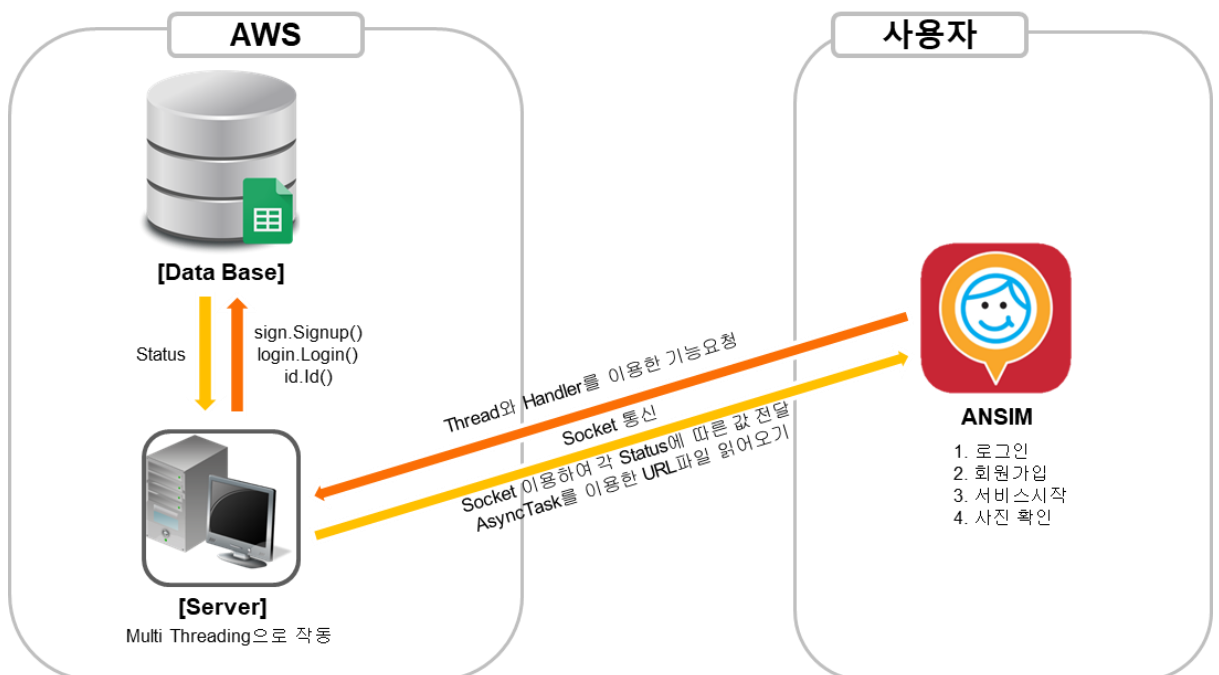 AWS
사용자
[Data Base]
Status
sign.Signup()
login.Login()
id.Id()
Thread와 Handler를 이용한 기능요청
Socket 통신
Socket 이용하여 각 Status에 따른 값 전달
AsyncTask를 이용한 URL파일 읽어오기
ANSIM
1. 로그인
2. 회원가입
3. 서비스시작
4. 사진 확인
[Server]
Multi Threading으로 작동